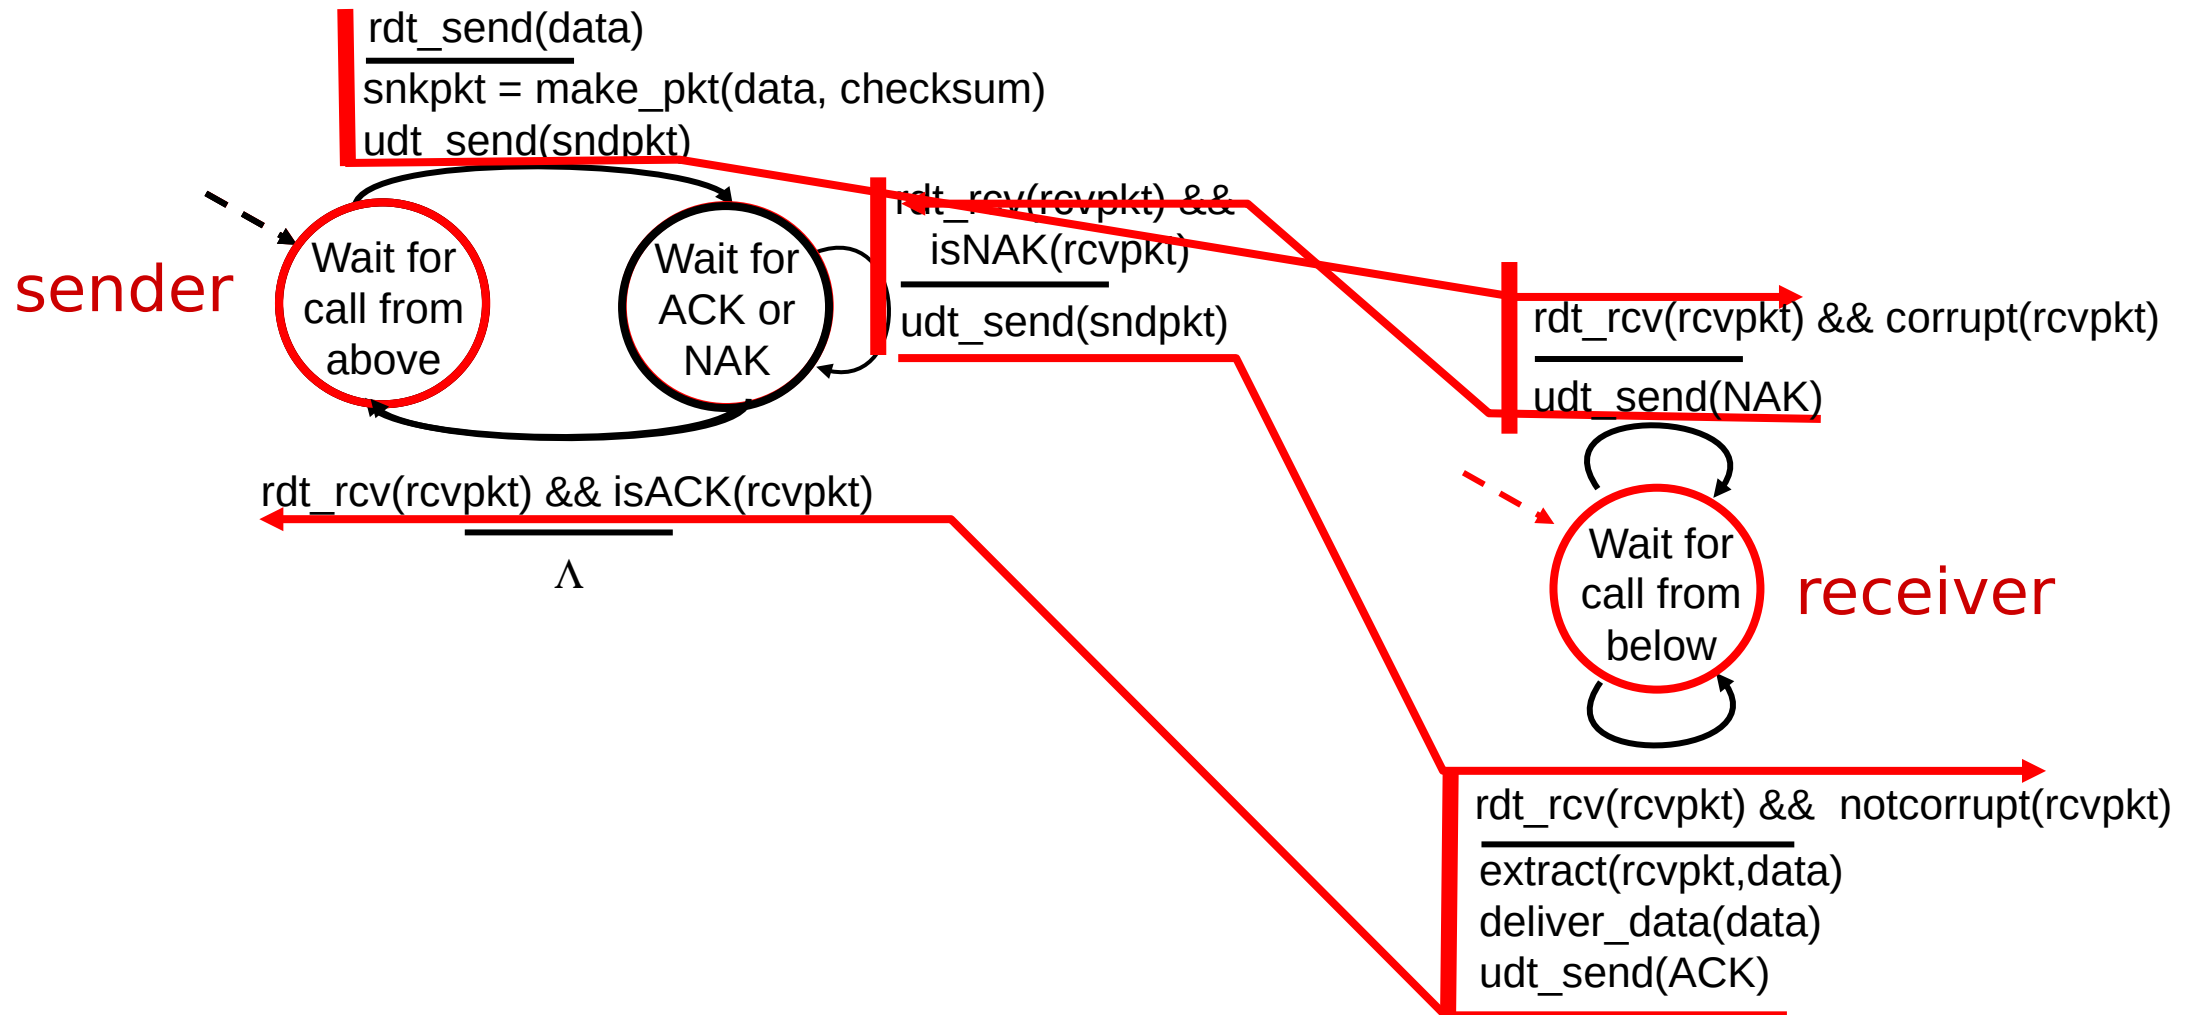 rdt_send(data)
snkpkt = make_pkt(data, checksum)
udt_send(sndpkt)
sender
Wait for
call from
above
Wait for
ACK or
NAK
rdt_rcv(rcvpkt) &&
isNAK(rcvpkt)
udt_send(sndpkt)
rdt_rcv(rcvpkt) && isACK(rcvpkt)
Λ
rdt_rcv(rcvpkt) && corrupt(rcvpkt)
udt_send(NAK)
Wait for
call from
below
receiver
rdt_rcv(rcvpkt) && notcorrupt(rcvpkt)
extract(rcvpkt,data)
deliver_data(data)
udt_send(ACK)